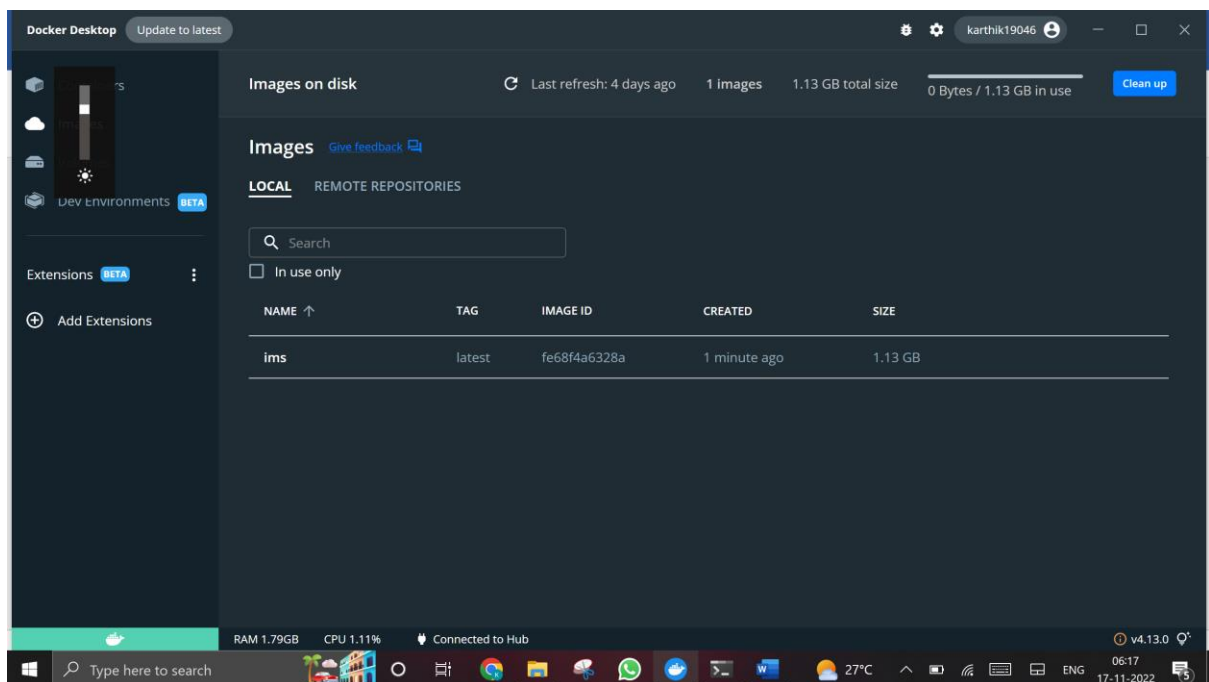 Docker Desktop Update to latest karthik19046
Images on disk Last refresh: 4 days ago 1 images 1.13 GB total size 0 Bytes / 1.13 GB in use Clean up
Images Give feedback
LOCAL REMOTE REPOSITORIES
Dev Environments BETA
Search
Extensions BETA
In use only
Add Extensions
NAME TAG IMAGE ID CREATED SIZE
ims latest fe68f4a6328a 1 minute ago 1.13 GB
RAM 1.79GB CPU 1.11% Connected to Hub v4.13.0
Type here to search 27°C ENG 06:17
17-11-2022 5